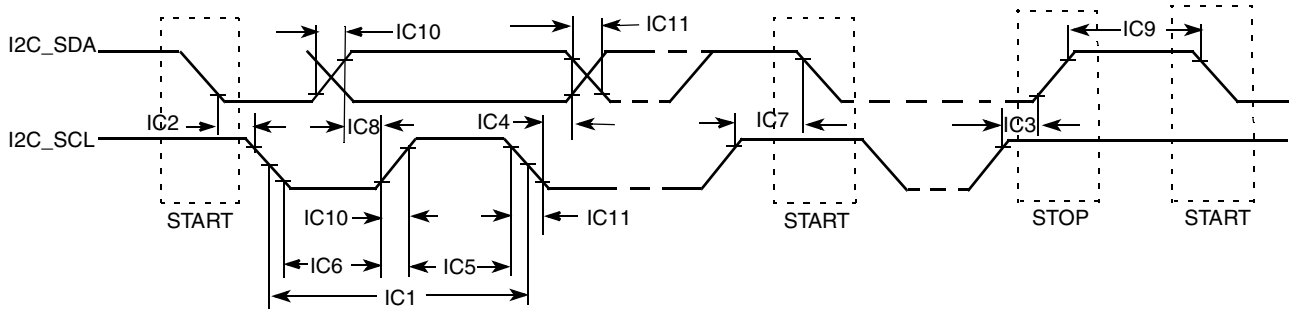 IC10
IC11
I2C_SDA
IC9
IC2
IC8
IC4
IC7
IC3
I2C_SCL
START
IC10
IC11
START
STOP
START
IC6
IC5
IC1